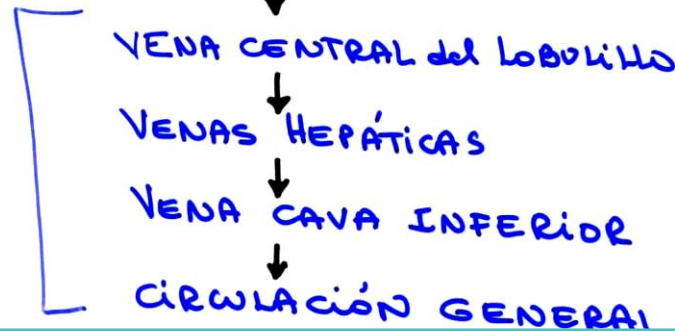 VENA CENTRAL del LOBULILLO
VENAS HEPÁTICAS
VENA CAVA INFERIOR
CIRCULACIÓN GENERAL